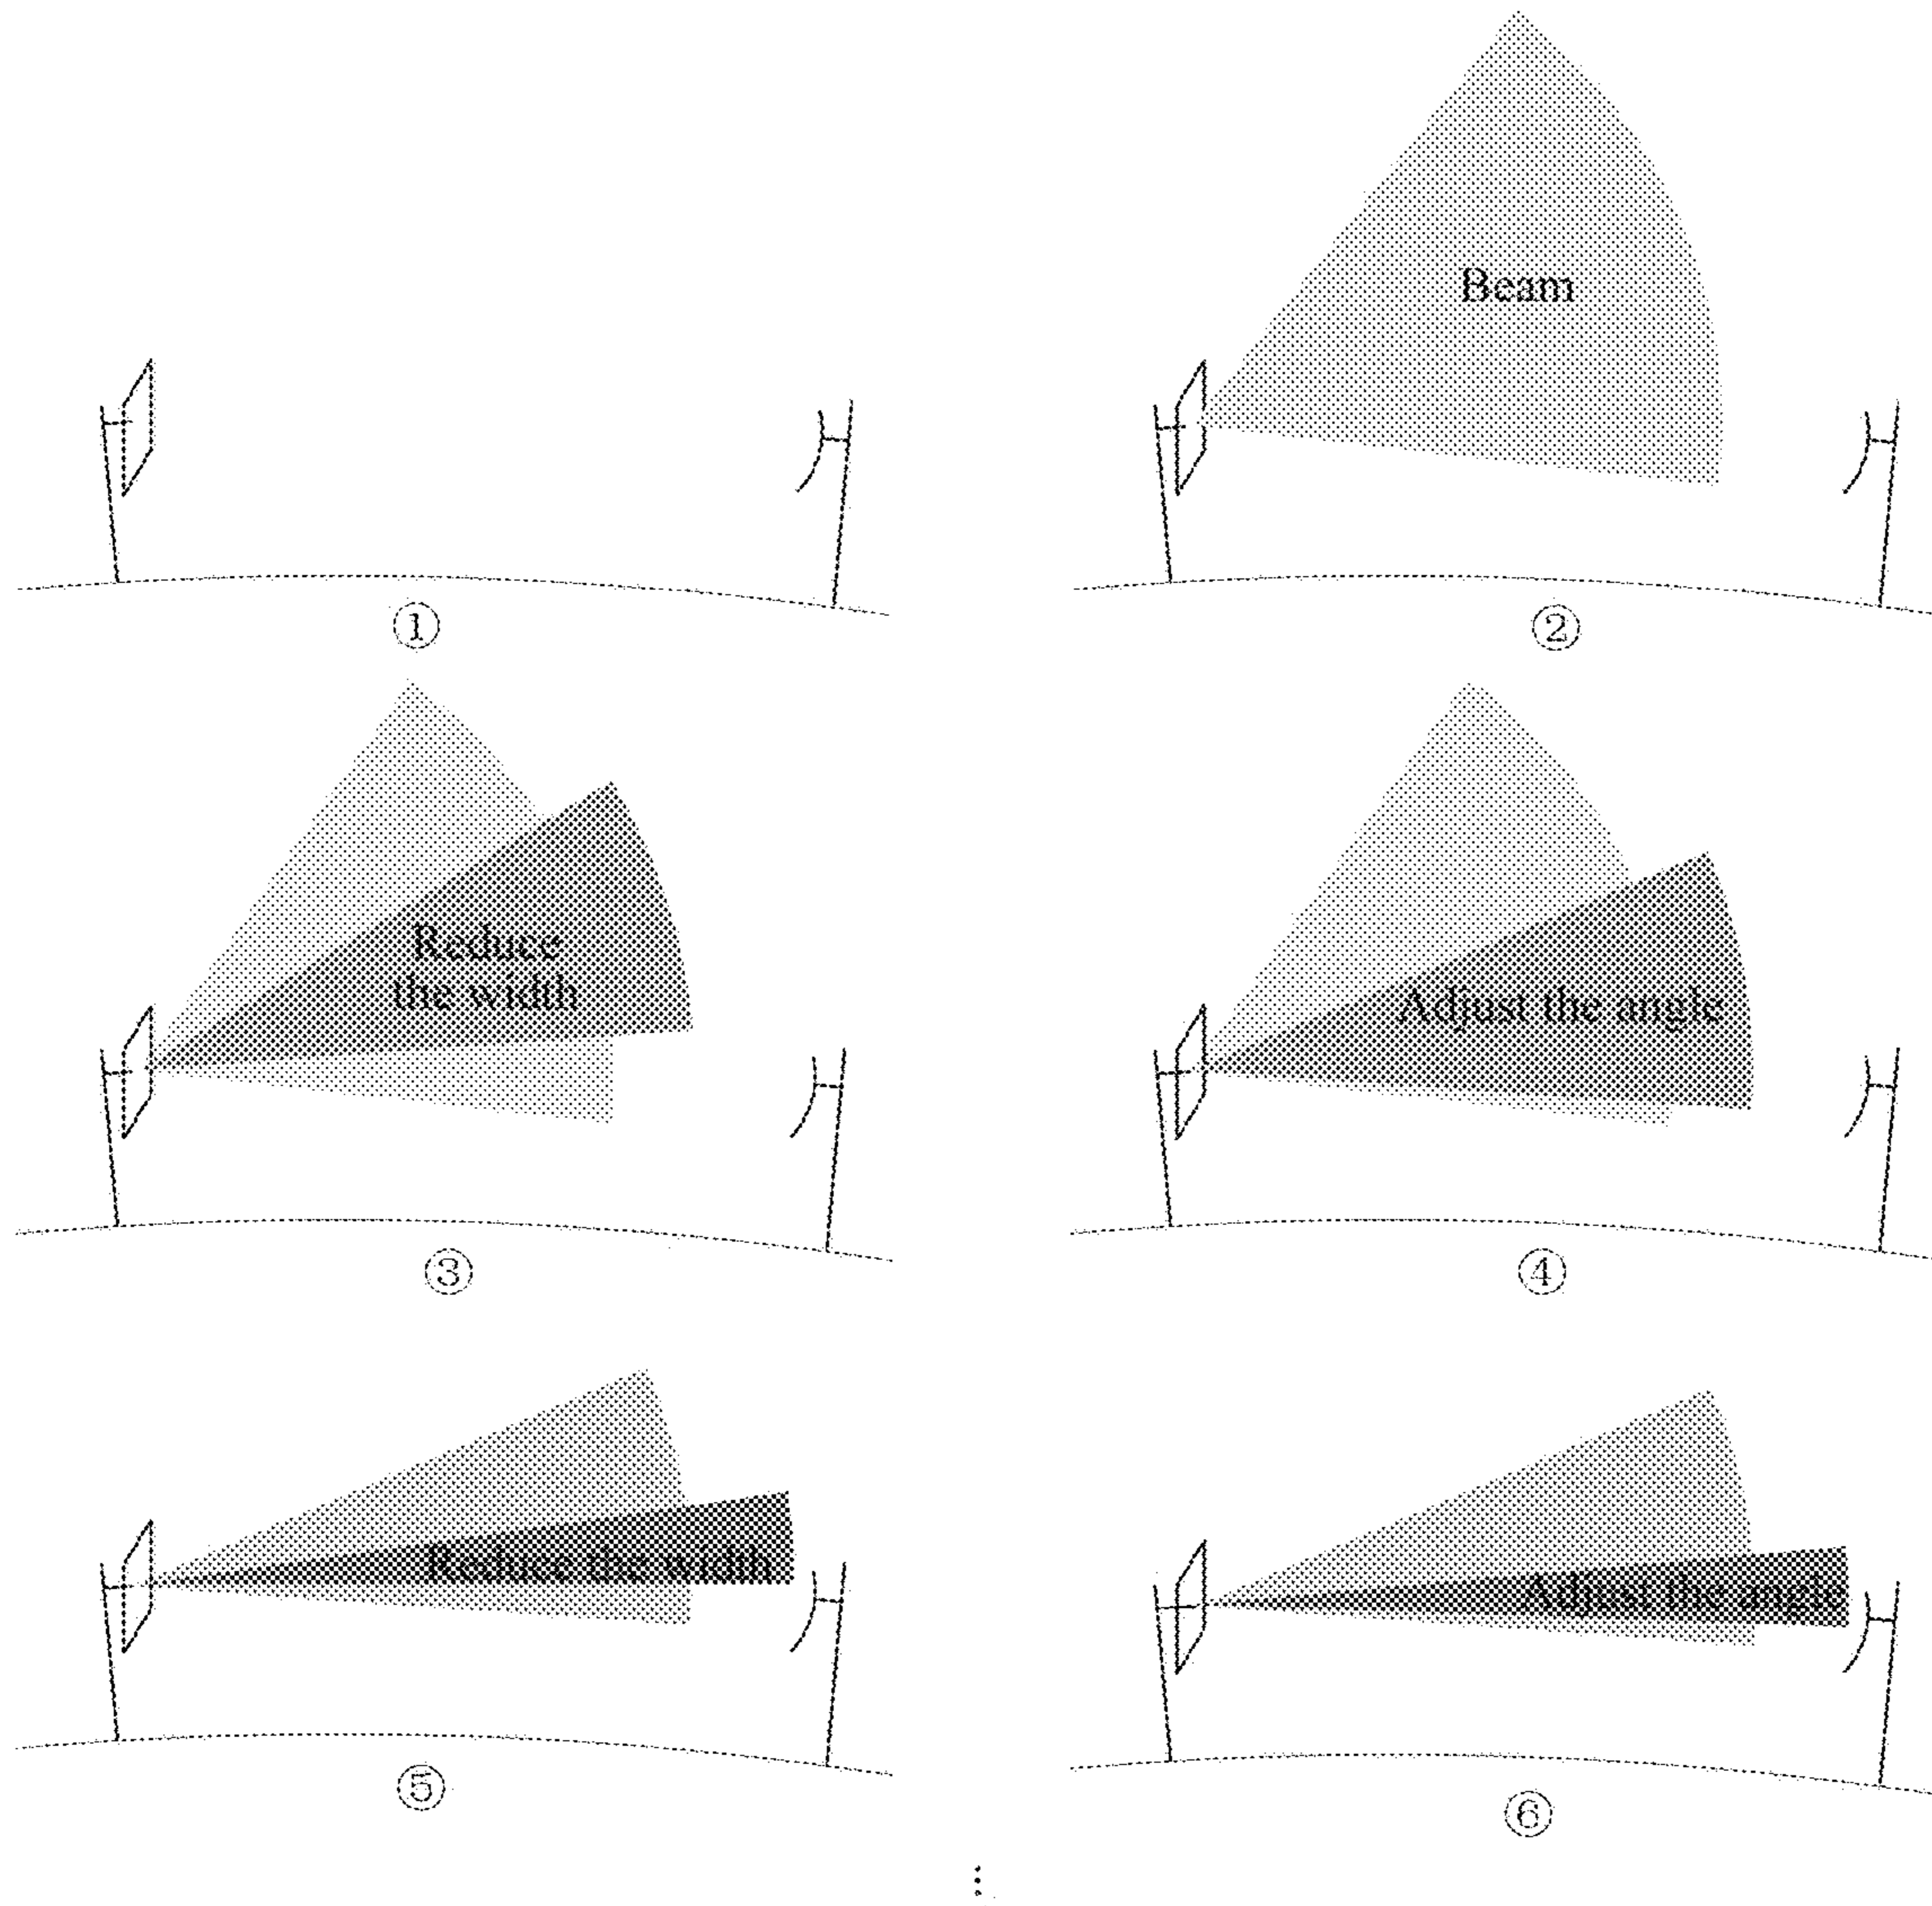 Beam
①
②
Reduce
the width
Adjust the angle
③
④
Reduce the width
Adjust the angle
⑤
⑥
⋮